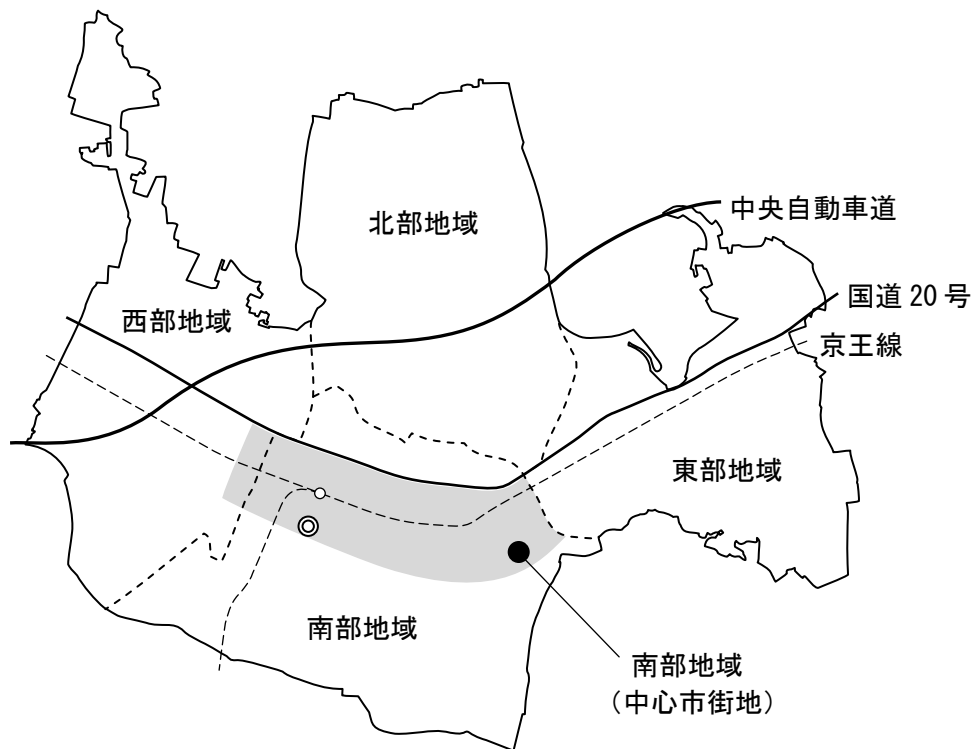 中央自動車道
北部地域
国道 20 号
西部地域
京王線
東部地域
南部地域
南部地域
（中心市街地）